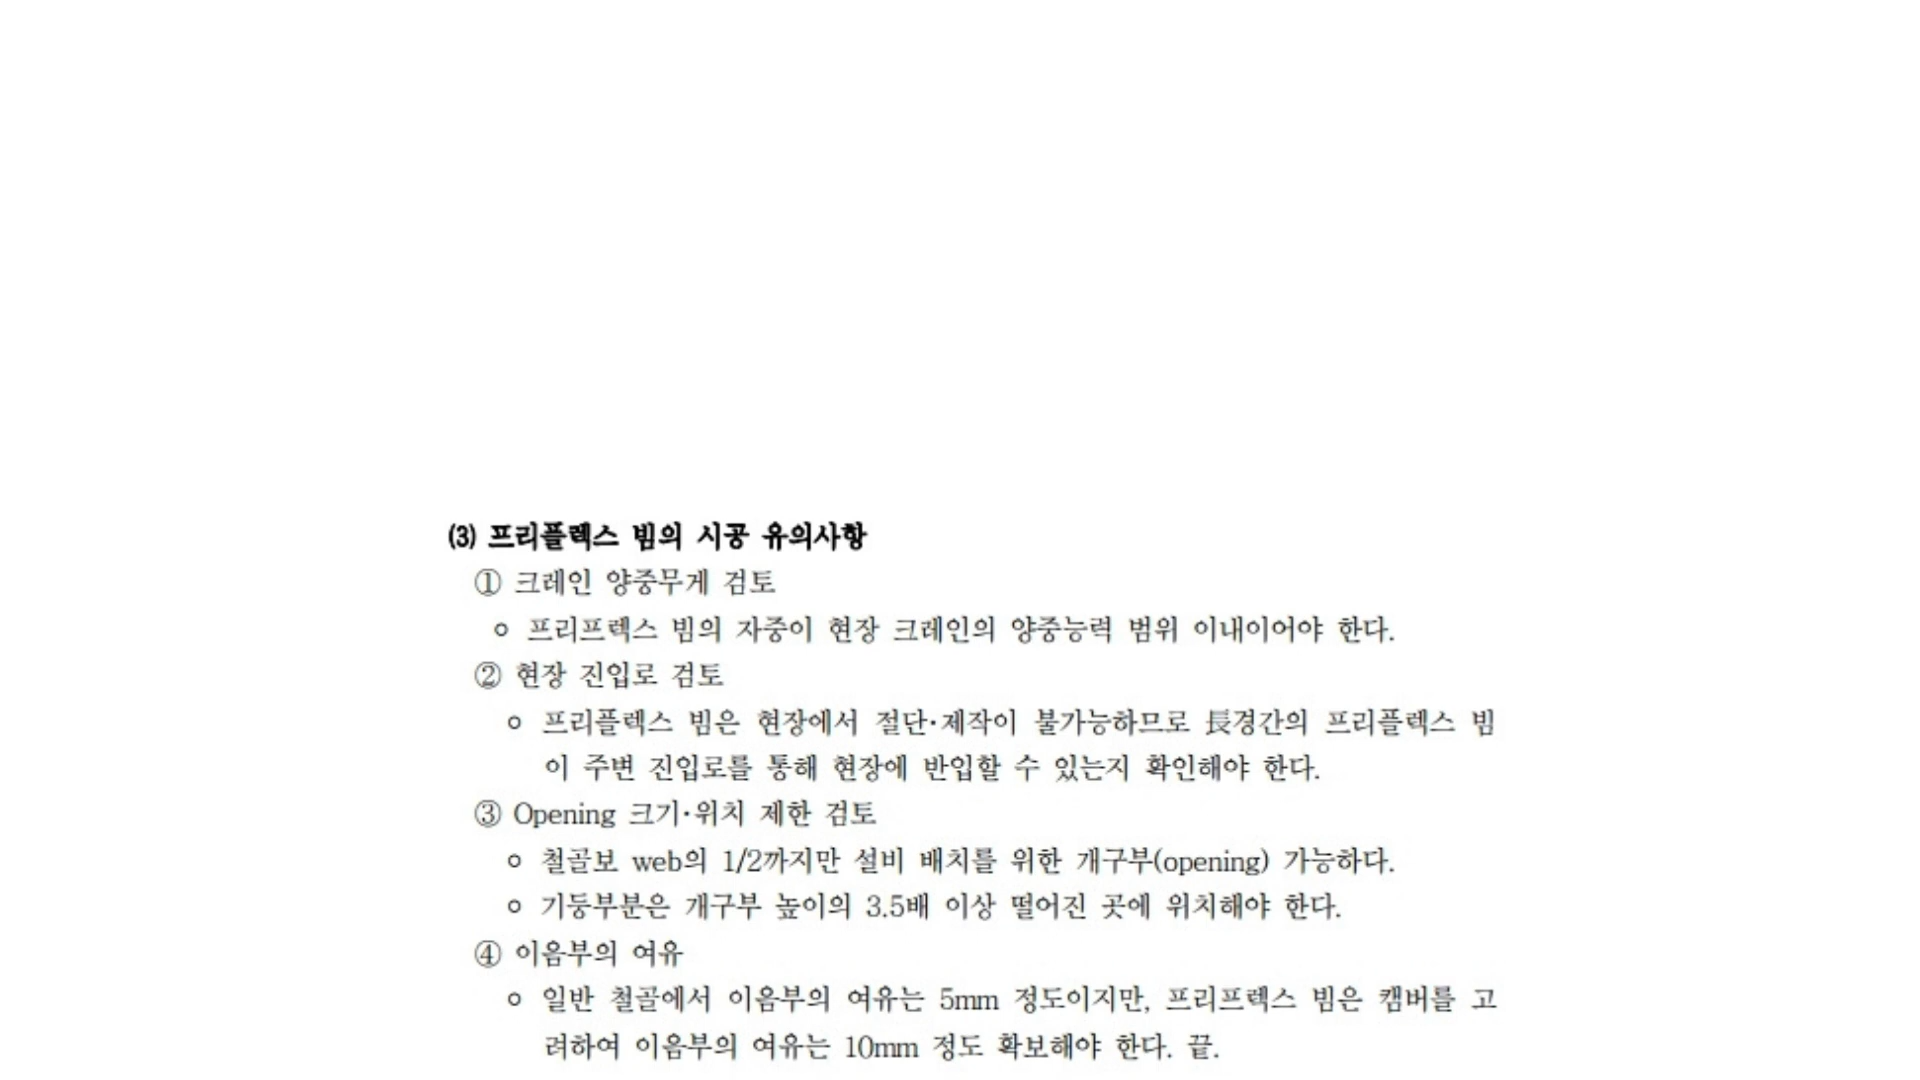 (3) 프리플렉스 빔의 시공 유의사항
① 크레인 양중무게 검토
ㅇ 프리프렉스 빔의 자중이 현장 크레인의 양중능력 범위 이내이어야 한다.
② 현장 진입로 검토
ㅇ 프리플렉스 빔은 현장에서 절단·제작이 불가능하므로 長경간의 프리플렉스 빔
이 주변 진입로를 통해 현장에 반입할 수 있는지 확인해야 한다.
③ Opening 크기·위치 제한 검토
ㅇ 철골보 web의 1/2까지만 설비 배치를 위한 개구부(opening) 가능하다.
ㅇ 기둥부분은 개구부 높이의 3.5배 이상 떨어진 곳에 위치해야 한다.
④ 이음부의 여유
ㅇ 일반 철골에서 이음부의 여유는 5mm 정도이지만, 프리프렉스 빔은 캠버를 고
려하여 이음부의 여유는 10mm 정도 확보해야 한다. 끝.